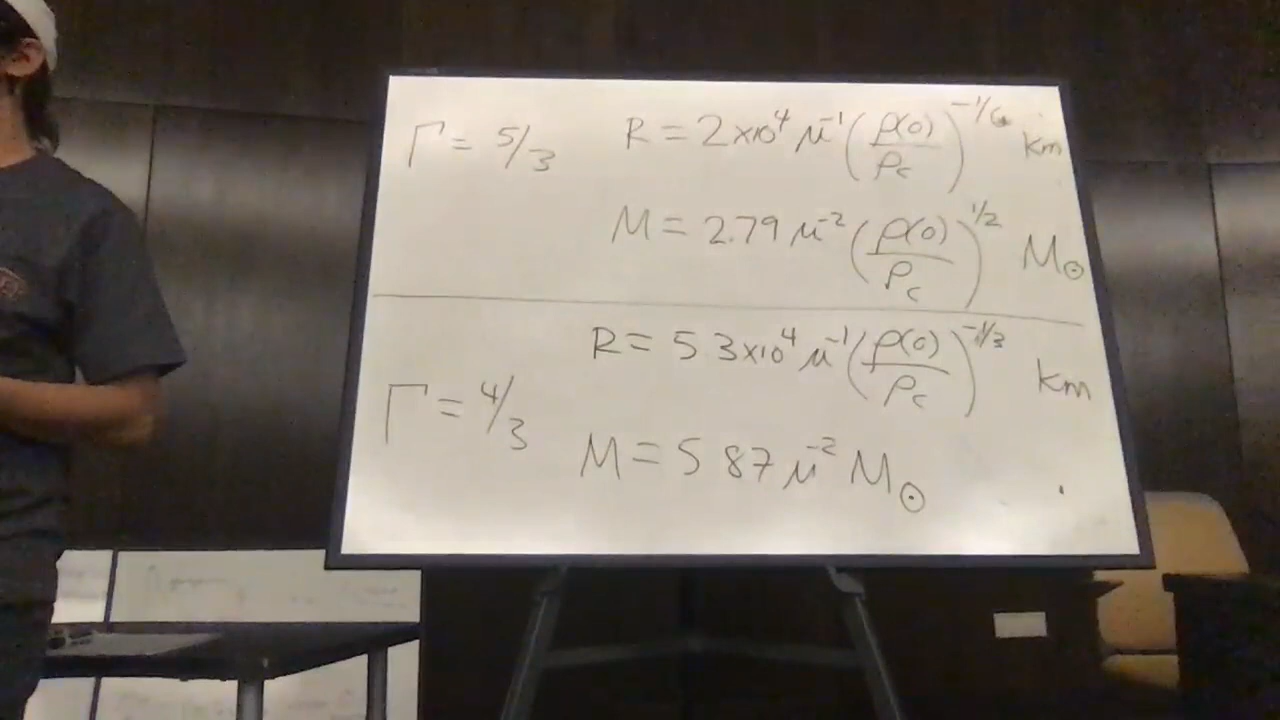 Γ = 5/3
R = 2×10⁴ μ⁻¹ (ρ(0)/ρc)^-1/6 km
M = 2.79 μ⁻² (ρ(0)/ρc)^1/2 M⊙
R = 5 3×10⁴ μ⁻¹ (ρ(0)/ρc)^-1/3 km
Γ = 4/3
M = 5 87 μ⁻² M⊙